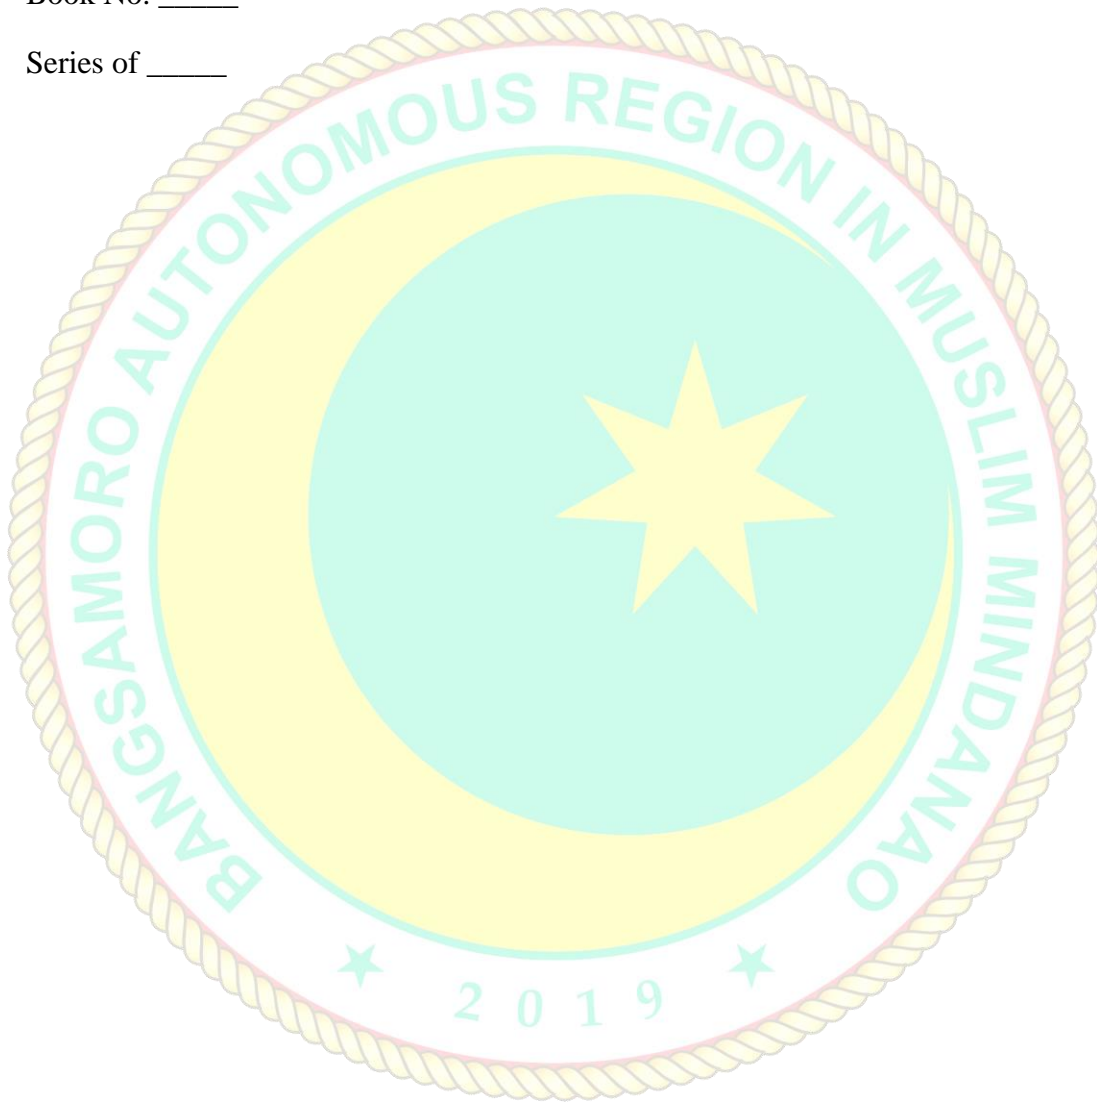 Book No. _____
Series of _____
BANGSAMORO AUTONOMOUS REGION IN MUSLIM MINDANAO
2019